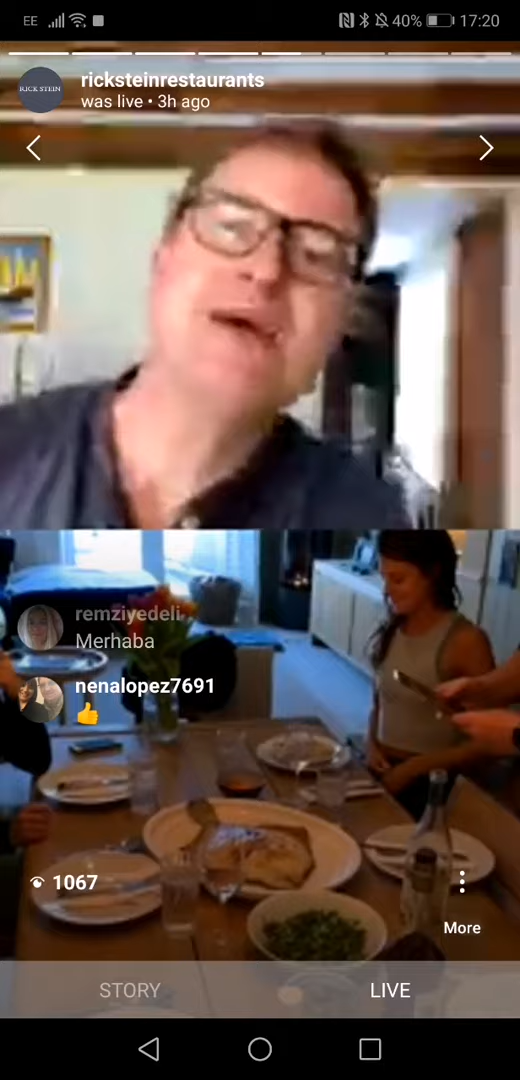 EE
40%
17:20
RICK STEIN
ricksteinrestaurants
was live • 3h ago
remziyedeli
Merhaba
nenalopez7691
1067
More
STORY
LIVE